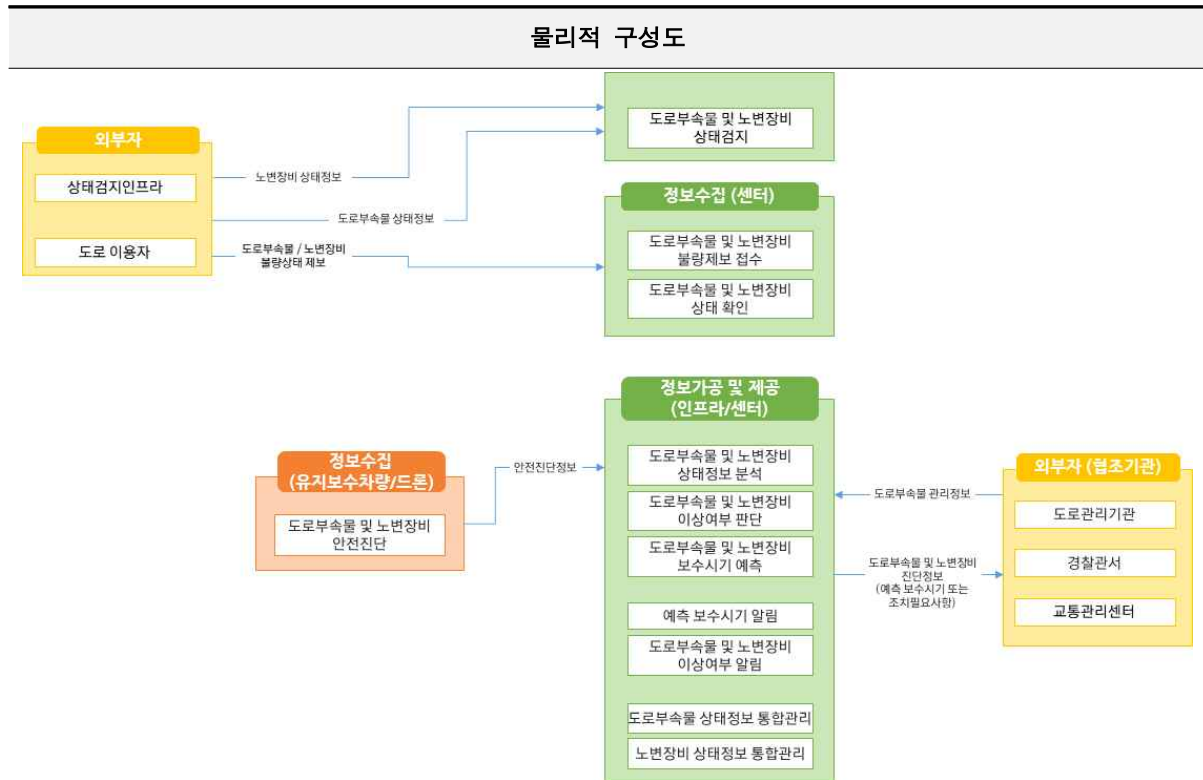 물리적 구성도
외부자
상태검지인프라
도로 이용자
노변장비 상태정보
도로부속물 상태정보
도로부속물 / 노변장비
불량상태 제보
도로부속물 및 노변장비
상태검지
정보수집 (센터)
도로부속물 및 노변장비
불량제보 접수
도로부속물 및 노변장비
상태 확인
정보수집
(유지보수차량/드론)
도로부속물 및 노변장비
안전진단
안전진단정보
정보가공 및 제공
(인프라/센터)
도로부속물 및 노변장비
상태정보 분석
도로부속물 및 노변장비
이상여부 판단
도로부속물 및 노변장비
보수시기 예측
예측 보수시기 알림
도로부속물 및 노변장비
이상여부 알림
도로부속물 상태정보 통합관리
노변장비 상태정보 통합관리
도로부속물 관리정보
도로부속물 및 노변장비
진단정보
(예측 보수시기 또는
조치필요사항)
외부자 (협조기관)
도로관리기관
경찰관서
교통관리센터